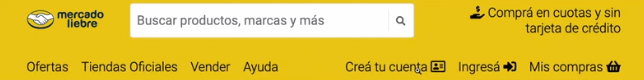 mercado
liebre
Buscar productos, marcas y más
Comprá en cuotas y sin
tarjeta de crédito
Ofertas Tiendas Oficiales Vender Ayuda Creá tu cuenta Ingresá Mis compras